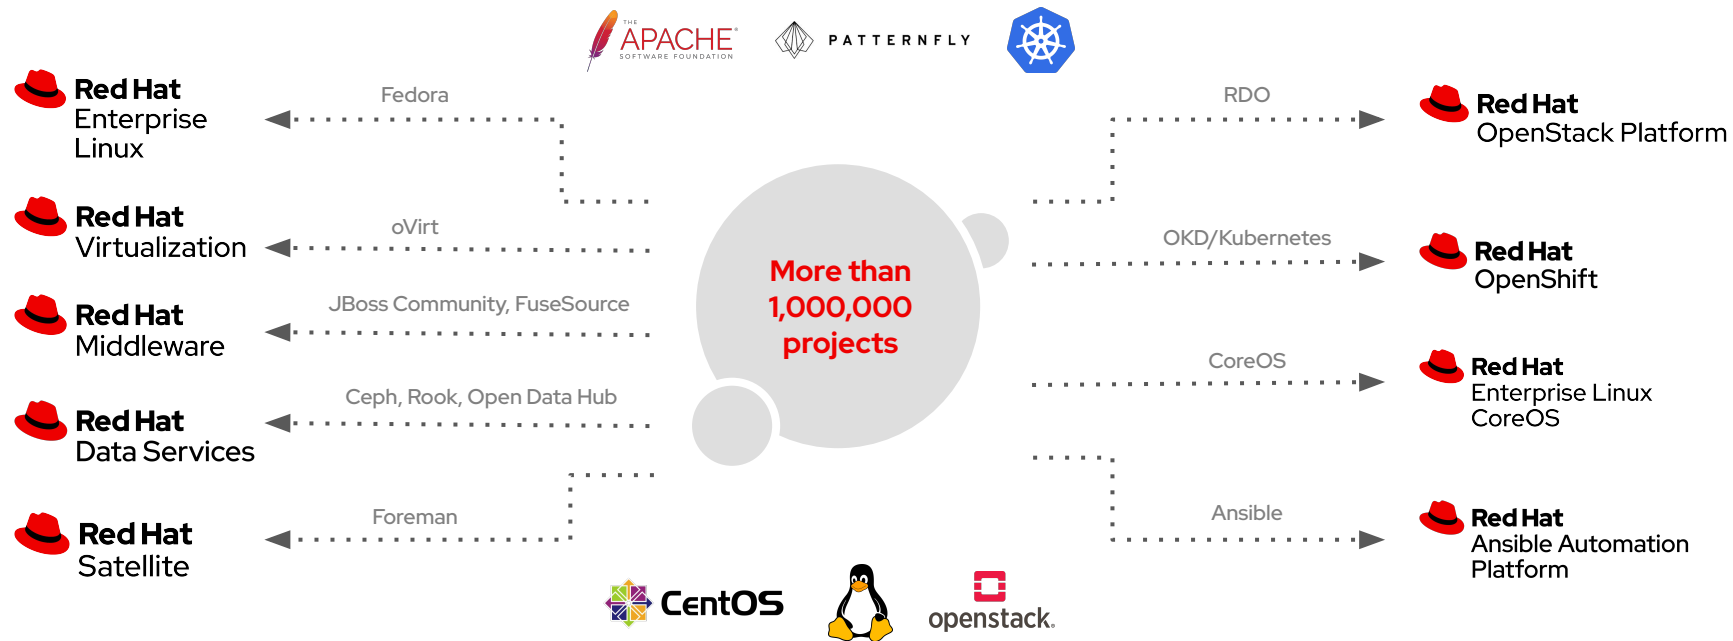 THE
APACHE®
SOFTWARE FOUNDATION
PATTERNFLY
Red Hat
Enterprise
Linux
Fedora
Red Hat
Virtualization
oVirt
Red Hat
Middleware
JBoss Community, FuseSource
Red Hat
Data Services
Ceph, Rook, Open Data Hub
Red Hat
Satellite
Foreman
More than
1,000,000
projects
RDO
Red Hat
OpenStack Platform
OKD/Kubernetes
Red Hat
OpenShift
CoreOS
Red Hat
Enterprise Linux
CoreOS
Ansible
Red Hat
Ansible Automation
Platform
CentOS
openstack.